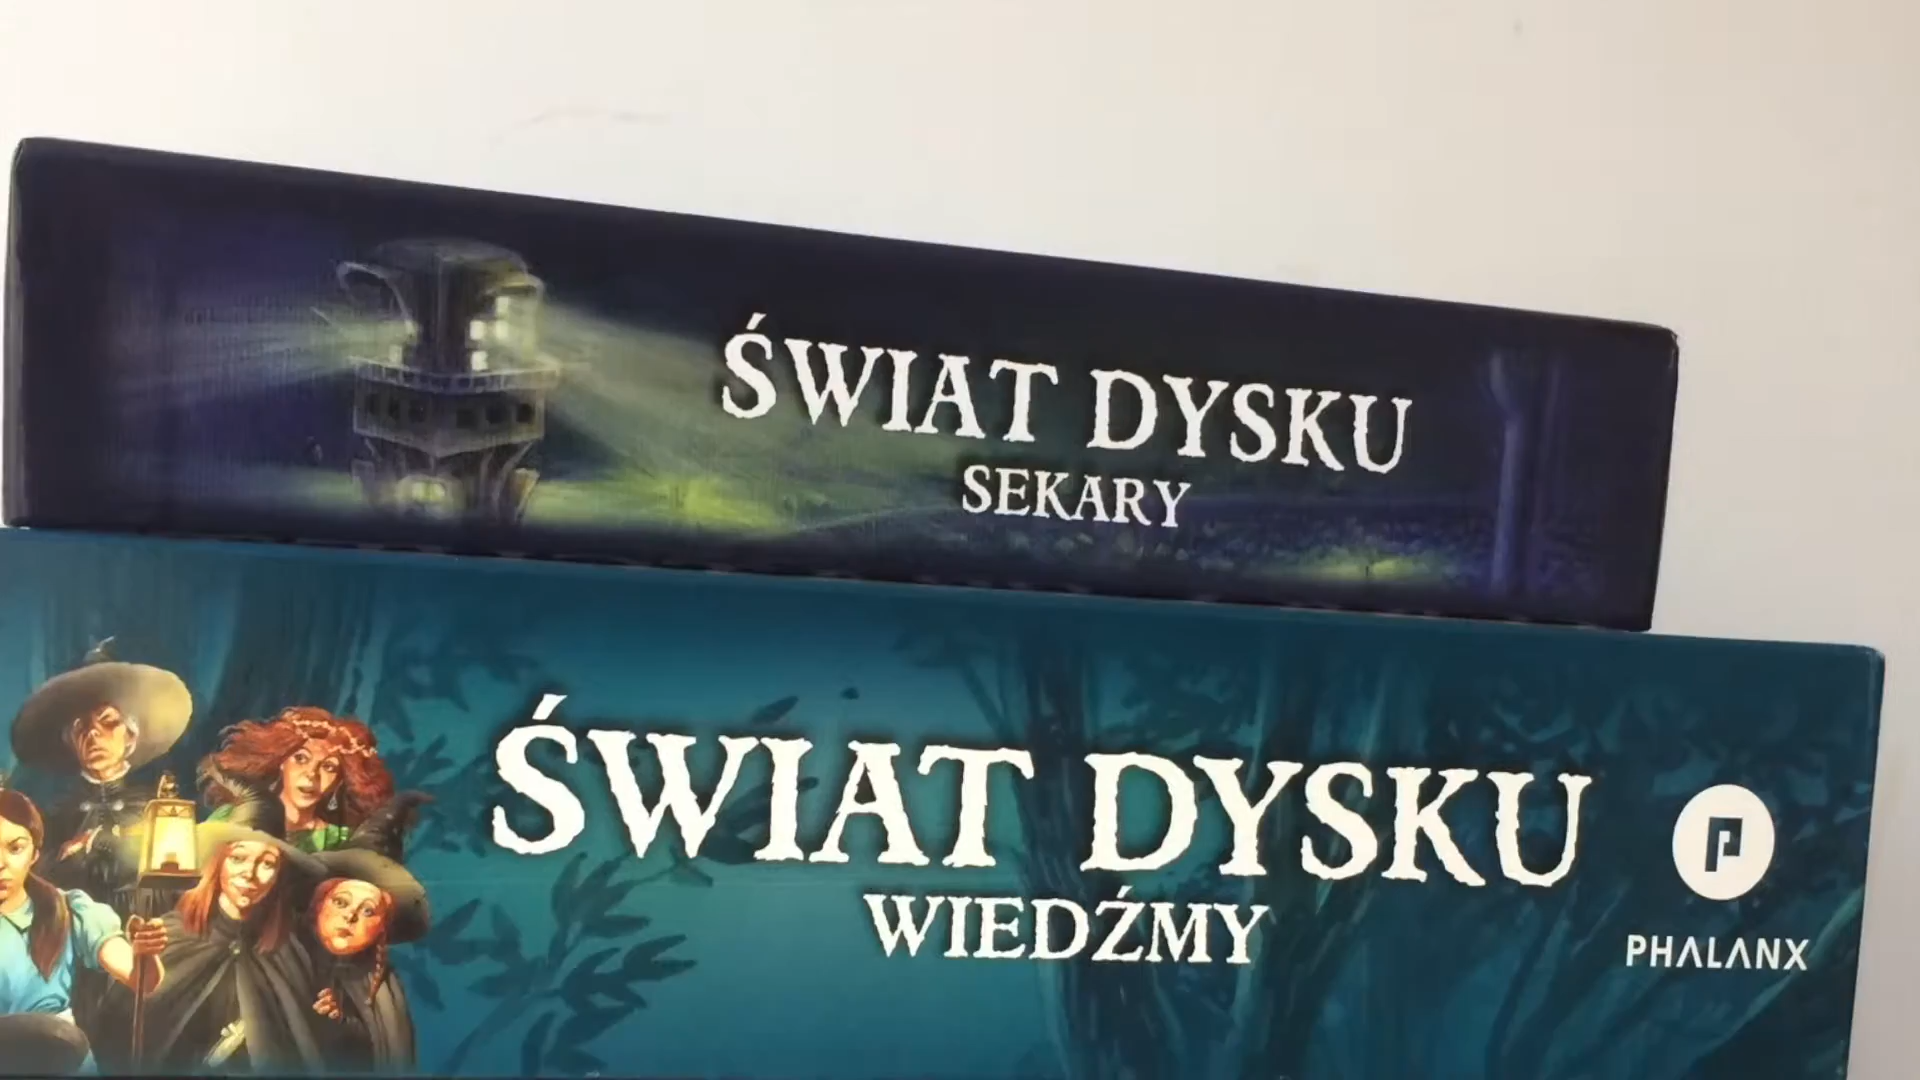 ŚWIAT DYSKU
SEKARY
ŚWIAT DYSKU
WIEDŹMY
PHALANX